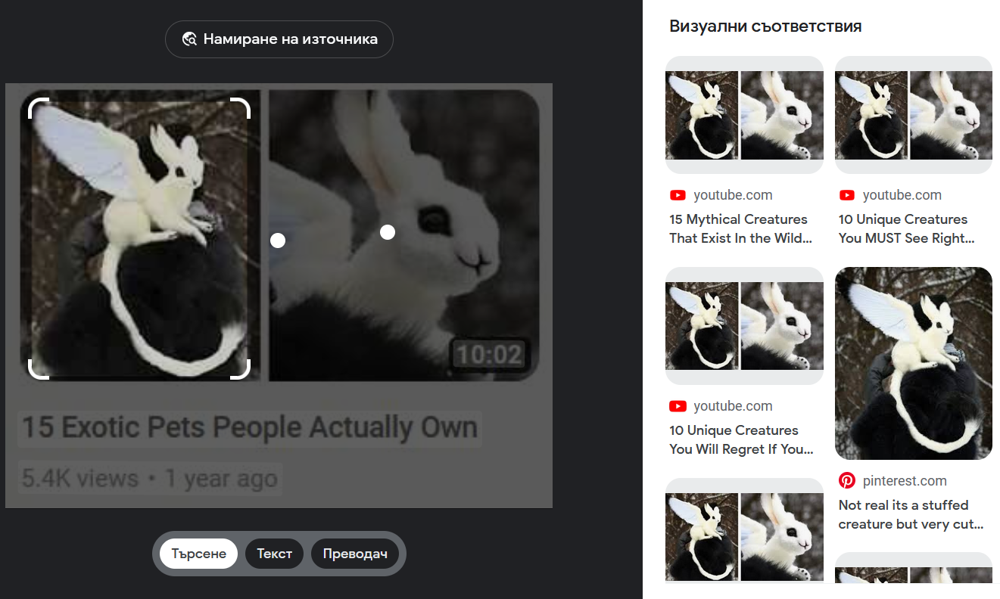 Намиране на източника
10:02
15 Exotic Pets People Actually Own
5.4K views • 1 year ago
Търсене
Текст
Преводач
Визуални съответствия
youtube.com
15 Mythical Creatures
That Exist In the Wild...
youtube.com
10 Unique Creatures
You MUST See Right...
youtube.com
10 Unique Creatures
You Will Regret If You...
pinterest.com
Not real its a stuffed
creature but very cut...